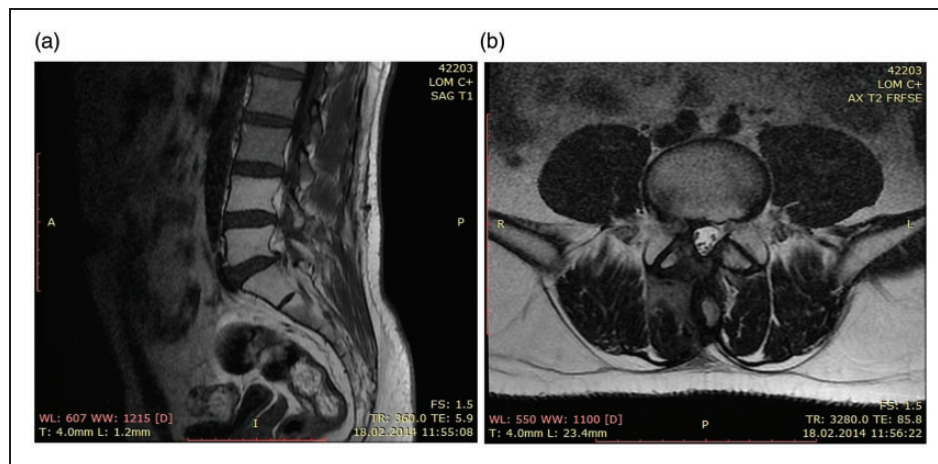 (a)
42203
LOM C+
SAG T1
A
P
FS: 1.5
WL: 607 WW: 1215 [D]
TR: 360.0 TE: 5.9
T: 4.0mm L: 1.2mm
I
18.02.2014 11:55:08
(b)
42203
LOM C+
AX T2 FRFSE
R
L
FS: 1.5
WL: 550 WW: 1100 [D]
TR: 3280.0 TE: 85.8
T: 4.0mm L: 23.4mm
P
18.02.2014 11:56:22